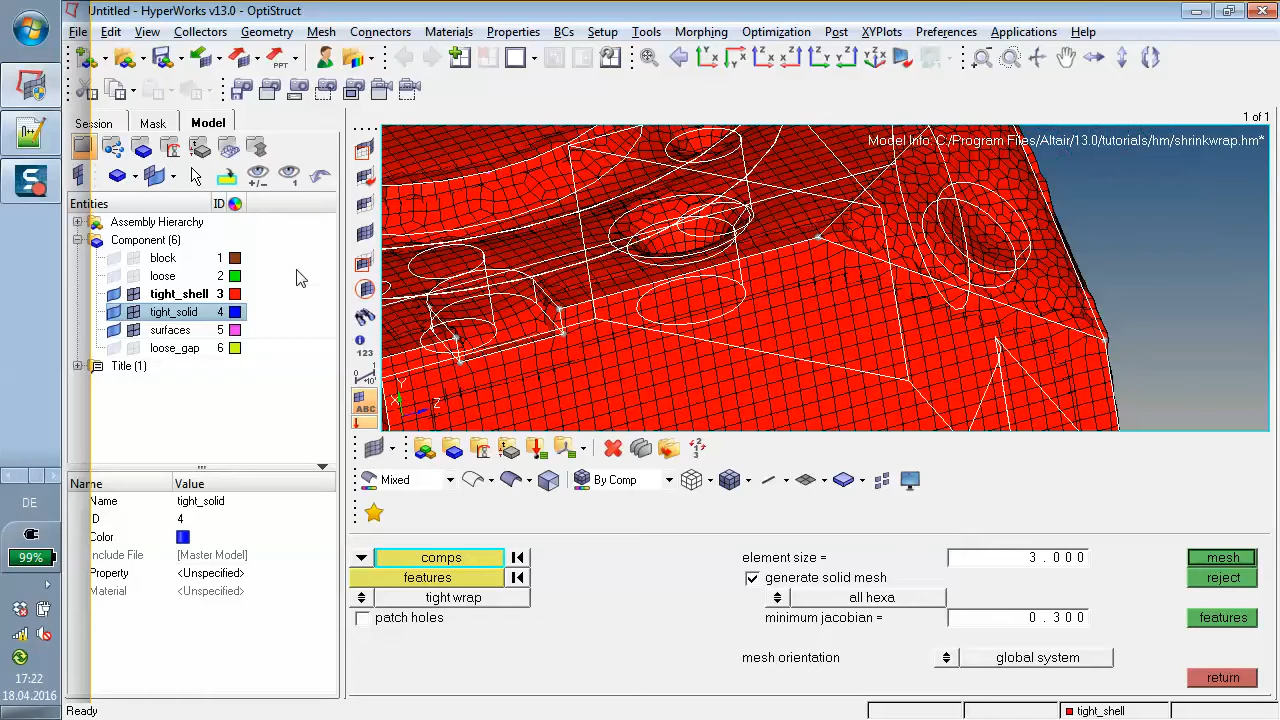 Untitled - HyperWorks v13.0 - OptiStruct
File Edit View Collectors Geometry Mesh Connectors Materials Properties BCs Setup Tools Morphing Optimization Post XYPlots Preferences Applications Help
PPT
Session Mask Model
1 of 1
Model Info: C:/Program Files/Altair/13.0/tutorials/hm/shrinkwrap.hm*
Entities ID
Assembly Hierarchy
Component (6)
block 1
loose 2
tight_shell 3
tight_solid 4
surfaces 5
loose_gap 6
Title (1)
123
ABC
X Y Z
Name Value
Name tight_solid
ID 4
Color
Include File [Master Model]
Property <Unspecified>
Material <Unspecified>
Mixed By Comp
comps
features
tight wrap
patch holes
element size = 3.000
generate solid mesh
all hexa
minimum jacobian = 0.300
mesh orientation global system
mesh
reject
features
return
Ready tight_shell
DE
99%
17:22
18.04.2016